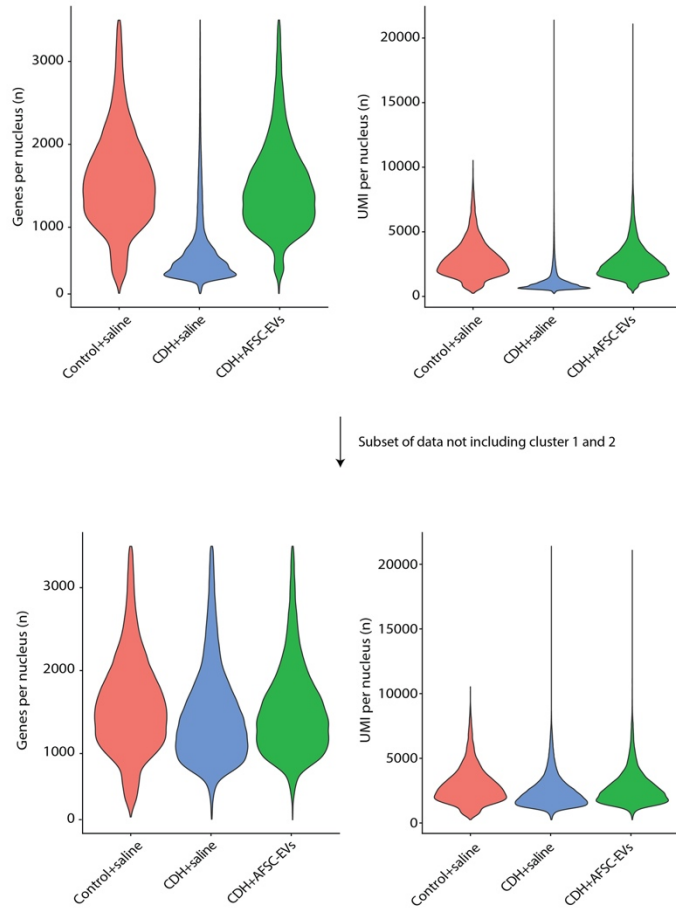 Genes per nucleus (n)
3000
2000
1000
0
Control+saline
CDH+saline
CDH+AFSC-EVs
UMI per nucleus (n)
20000
15000
10000
5000
0
Control+saline
CDH+saline
CDH+AFSC-EVs
Subset of data not including cluster 1 and 2
Genes per nucleus (n)
3000
2000
1000
0
Control+saline
CDH+saline
CDH+AFSC-EVs
UMI per nucleus (n)
20000
15000
10000
5000
0
Control+saline
CDH+saline
CDH+AFSC-EVs